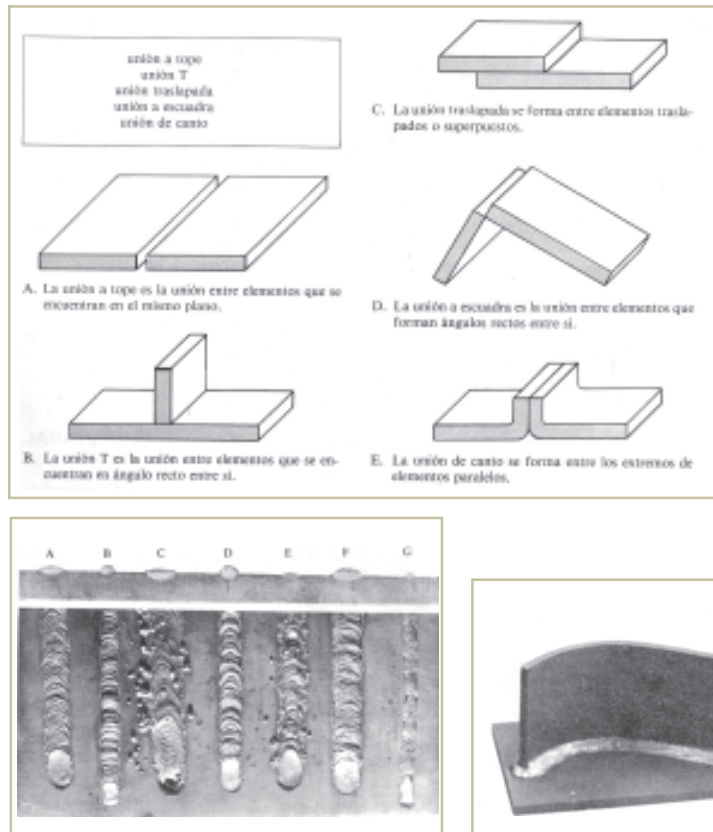 unión a tope
unión T
unión traslapada
unión a escuadra
unión de canto
A. La unión a tope es la unión entre elementos que se
encuentran en el mismo plano.
B. La unión T es la unión entre elementos que se en-
cuentran en ángulo recto entre sí.
C. La unión traslapada se forma entre elementos trasla-
pados o superpuestos.
D. La unión a escuadra es la unión entre elementos que
forman ángulos rectos entre sí.
E. La unión de canto se forma entre los extremos de
elementos paralelos.
A B C D E F G